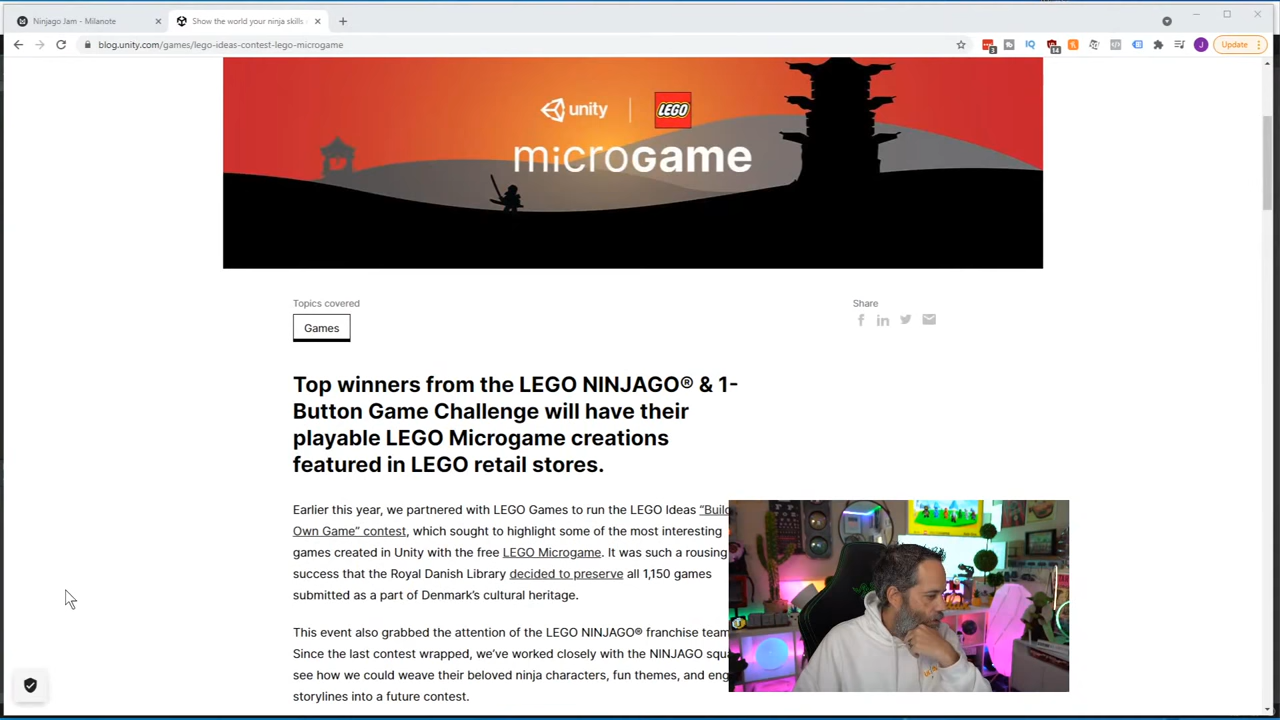 Ninjago Jam - Milanote
Show the world your ninja skills
blog.unity.com/games/lego-ideas-contest-lego-microgame
Update
unity | LEGO
microgame
Topics covered
Share
Games
Top winners from the LEGO NINJAGO® & 1-
Button Game Challenge will have their
playable LEGO Microgame creations
featured in LEGO retail stores.
Earlier this year, we partnered with LEGO Games to run the LEGO Ideas “Build
Own Game” contest, which sought to highlight some of the most interesting
games created in Unity with the free LEGO Microgame. It was such a rousing
success that the Royal Danish Library decided to preserve all 1,150 games
submitted as a part of Denmark’s cultural heritage.
This event also grabbed the attention of the LEGO NINJAGO® franchise team
Since the last contest wrapped, we’ve worked closely with the NINJAGO squa
see how we could weave their beloved ninja characters, fun themes, and eng
storylines into a future contest.